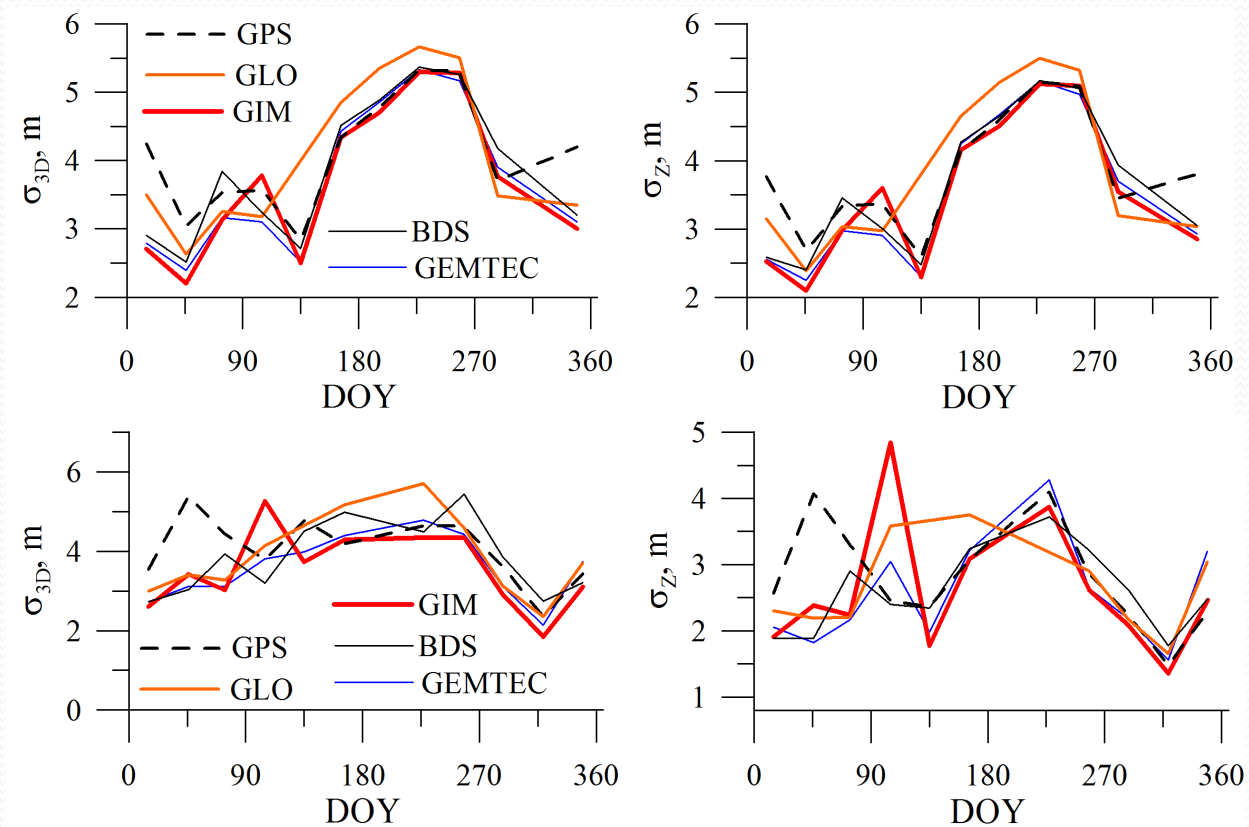 6
5
4
3
2
σ3D, m
GPS
GLO
GIM
BDS
GEMTEC
0 90 180 270 360
DOY
6
5
4
3
2
σZ, m
0 90 180 270 360
DOY
6
4
2
0
σ3D, m
GIM
GPS
BDS
GLO
GEMTEC
0 90 180 270 360
DOY
5
4
3
2
1
σZ, m
0 90 180 270 360
DOY